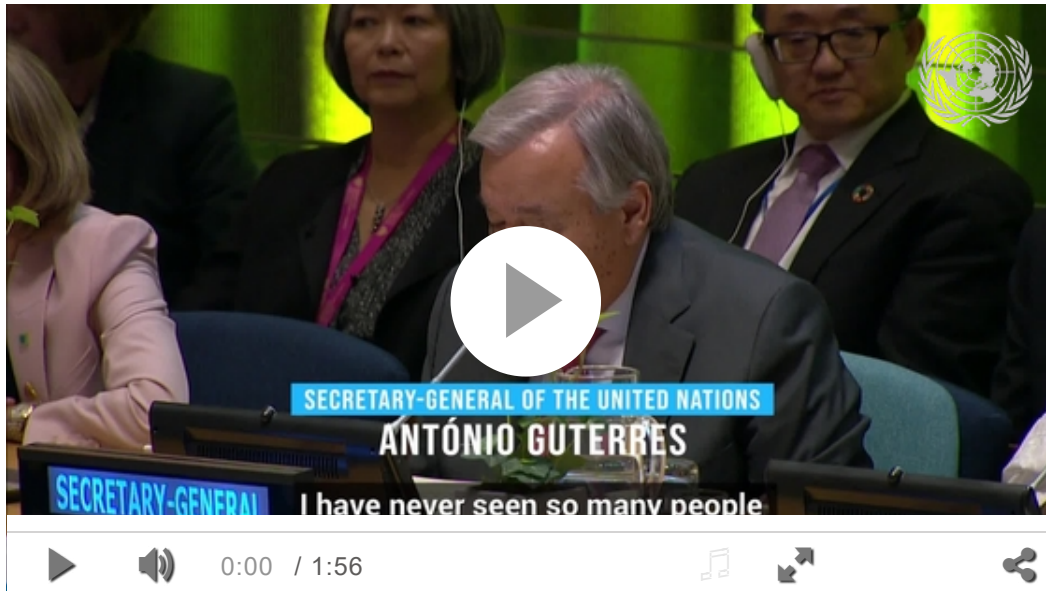 SECRETARY-GENERAL OF THE UNITED NATIONS
ANTÓNIO GUTERRES
SECRETARY-GENERAL
I have never seen so many people
0:00 / 1:56